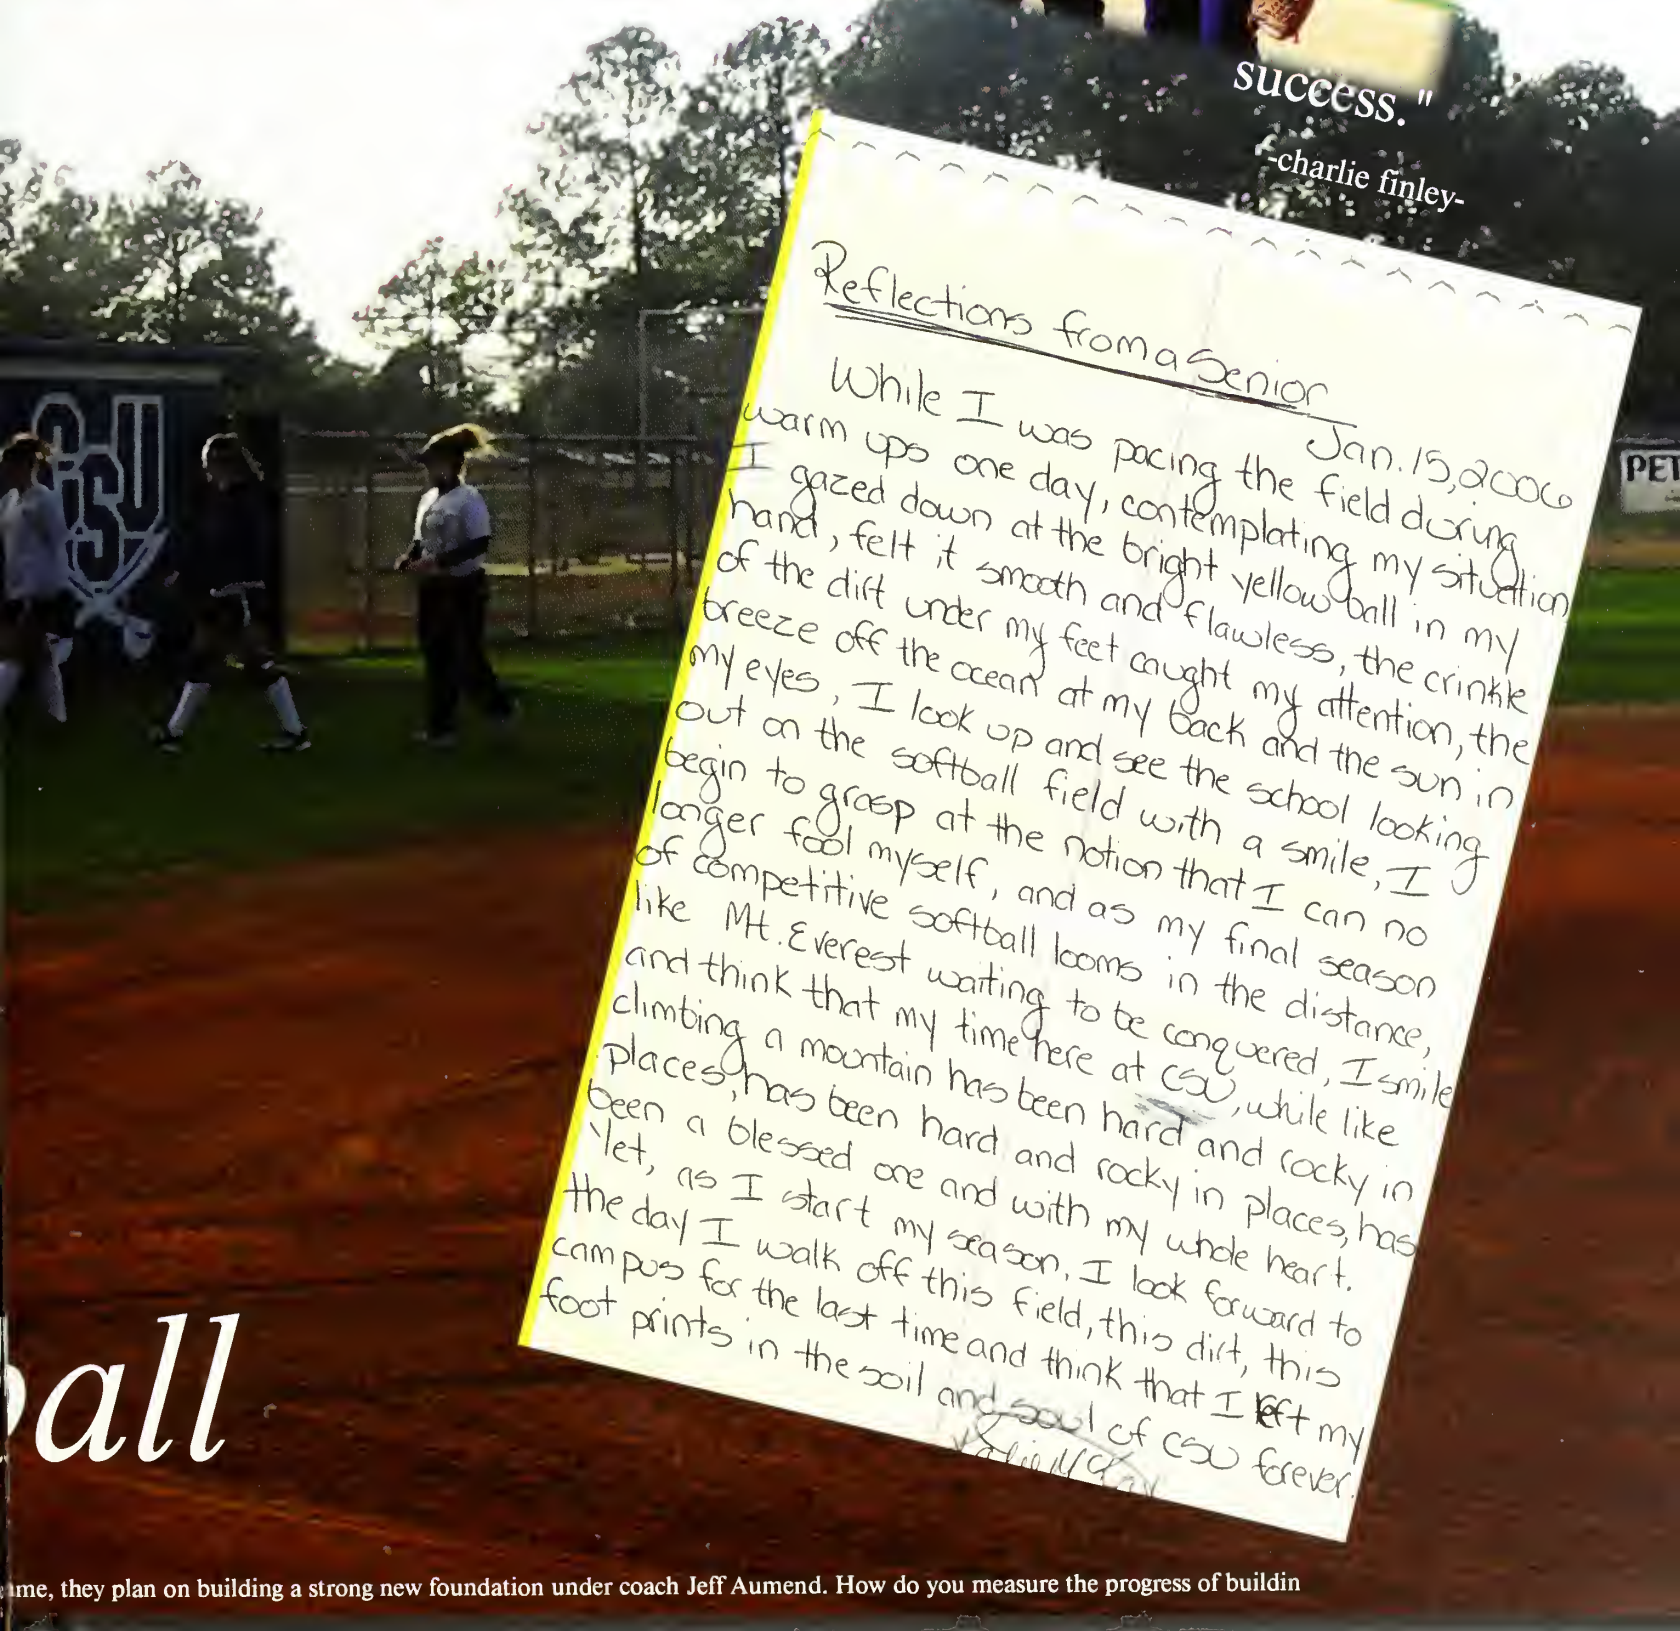 success."
-charlie finley-
Reflections from a Senior
Jan. 15, 2006
While I was pacing the field during
warm ups one day, contemplating my situation
I gazed down at the bright yellow ball in my
hand, felt it smooth and flawless, the crinkle
of the dirt under my feet caught my attention, the
breeze off the ocean at my back and the sun in
my eyes, I look up and see the school looking
out on the softball field with a smile, I
begin to grasp at the notion that I can no
longer fool myself, and as my final season
of competitive softball looms in the distance,
like Mt. Everest waiting to be conquered, I smile
and think that my time here at CSU, while like
climbing a mountain has been hard and rocky in
places, has been hard and rocky in places, has
been a blessed one and with my whole heart.
Yet, as I start my season, I look forward to
the day I walk off this field, this dirt, this
campus for the last time and think that I left my
foot prints in the soil and soul of CSU forever.
CSU
PET
all
me, they plan on building a strong new foundation under coach Jeff Aumend. How do you measure the progress of buildin